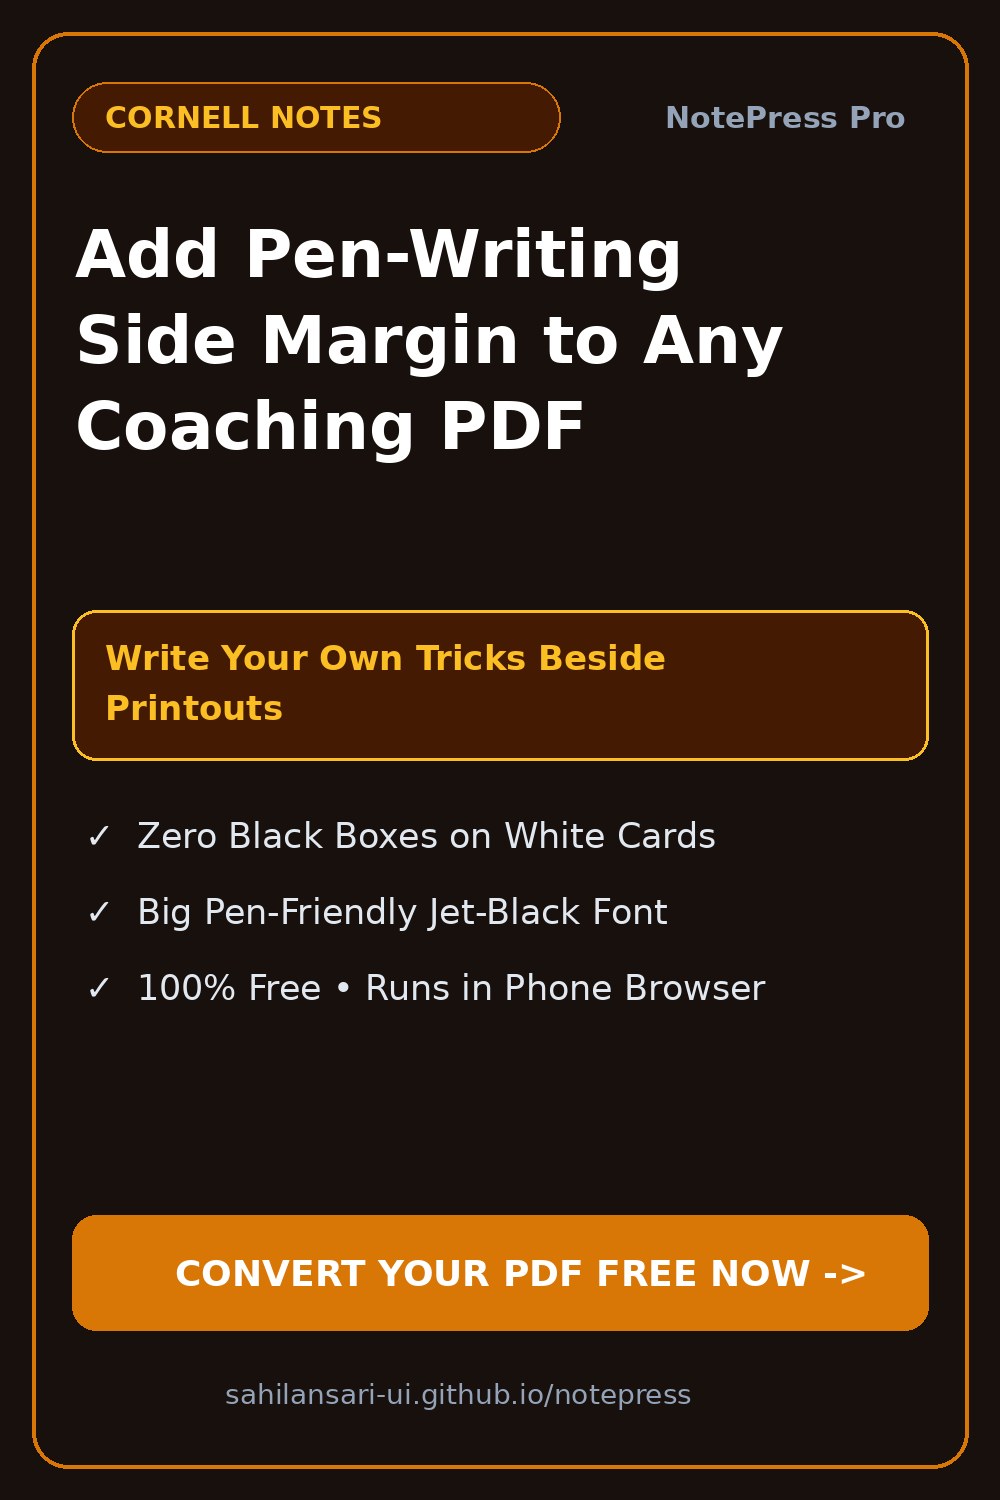 CORNELL NOTES
NotePress Pro
Add Pen-Writing
Side Margin to Any
Coaching PDF
Write Your Own Tricks Beside
Printouts
✓ Zero Black Boxes on White Cards
✓ Big Pen-Friendly Jet-Black Font
✓ 100% Free • Runs in Phone Browser
CONVERT YOUR PDF FREE NOW ->
sahilansari-ui.github.io/notepress